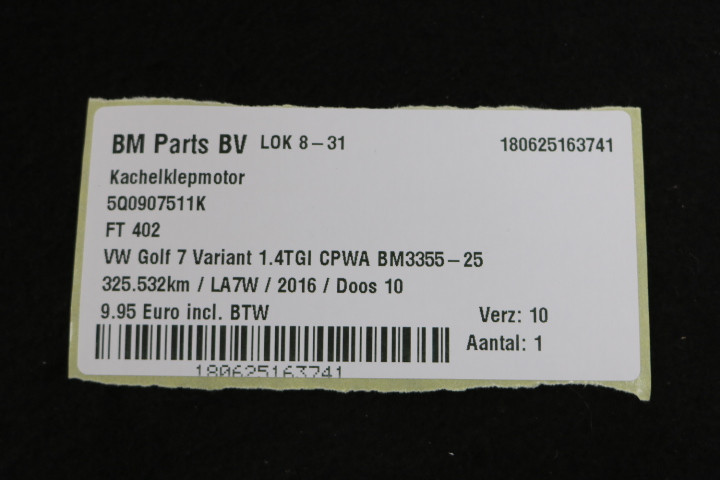 BM Parts BV LOK 8-31 180625163741
Kachelklepmotor
5Q0907511K
FT 402
VW Golf 7 Variant 1.4TGI CPWA BM3355-25
325.532km / LA7W / 2016 / Doos 10
9.95 Euro incl. BTW Verz: 10
Aantal: 1
180625163741